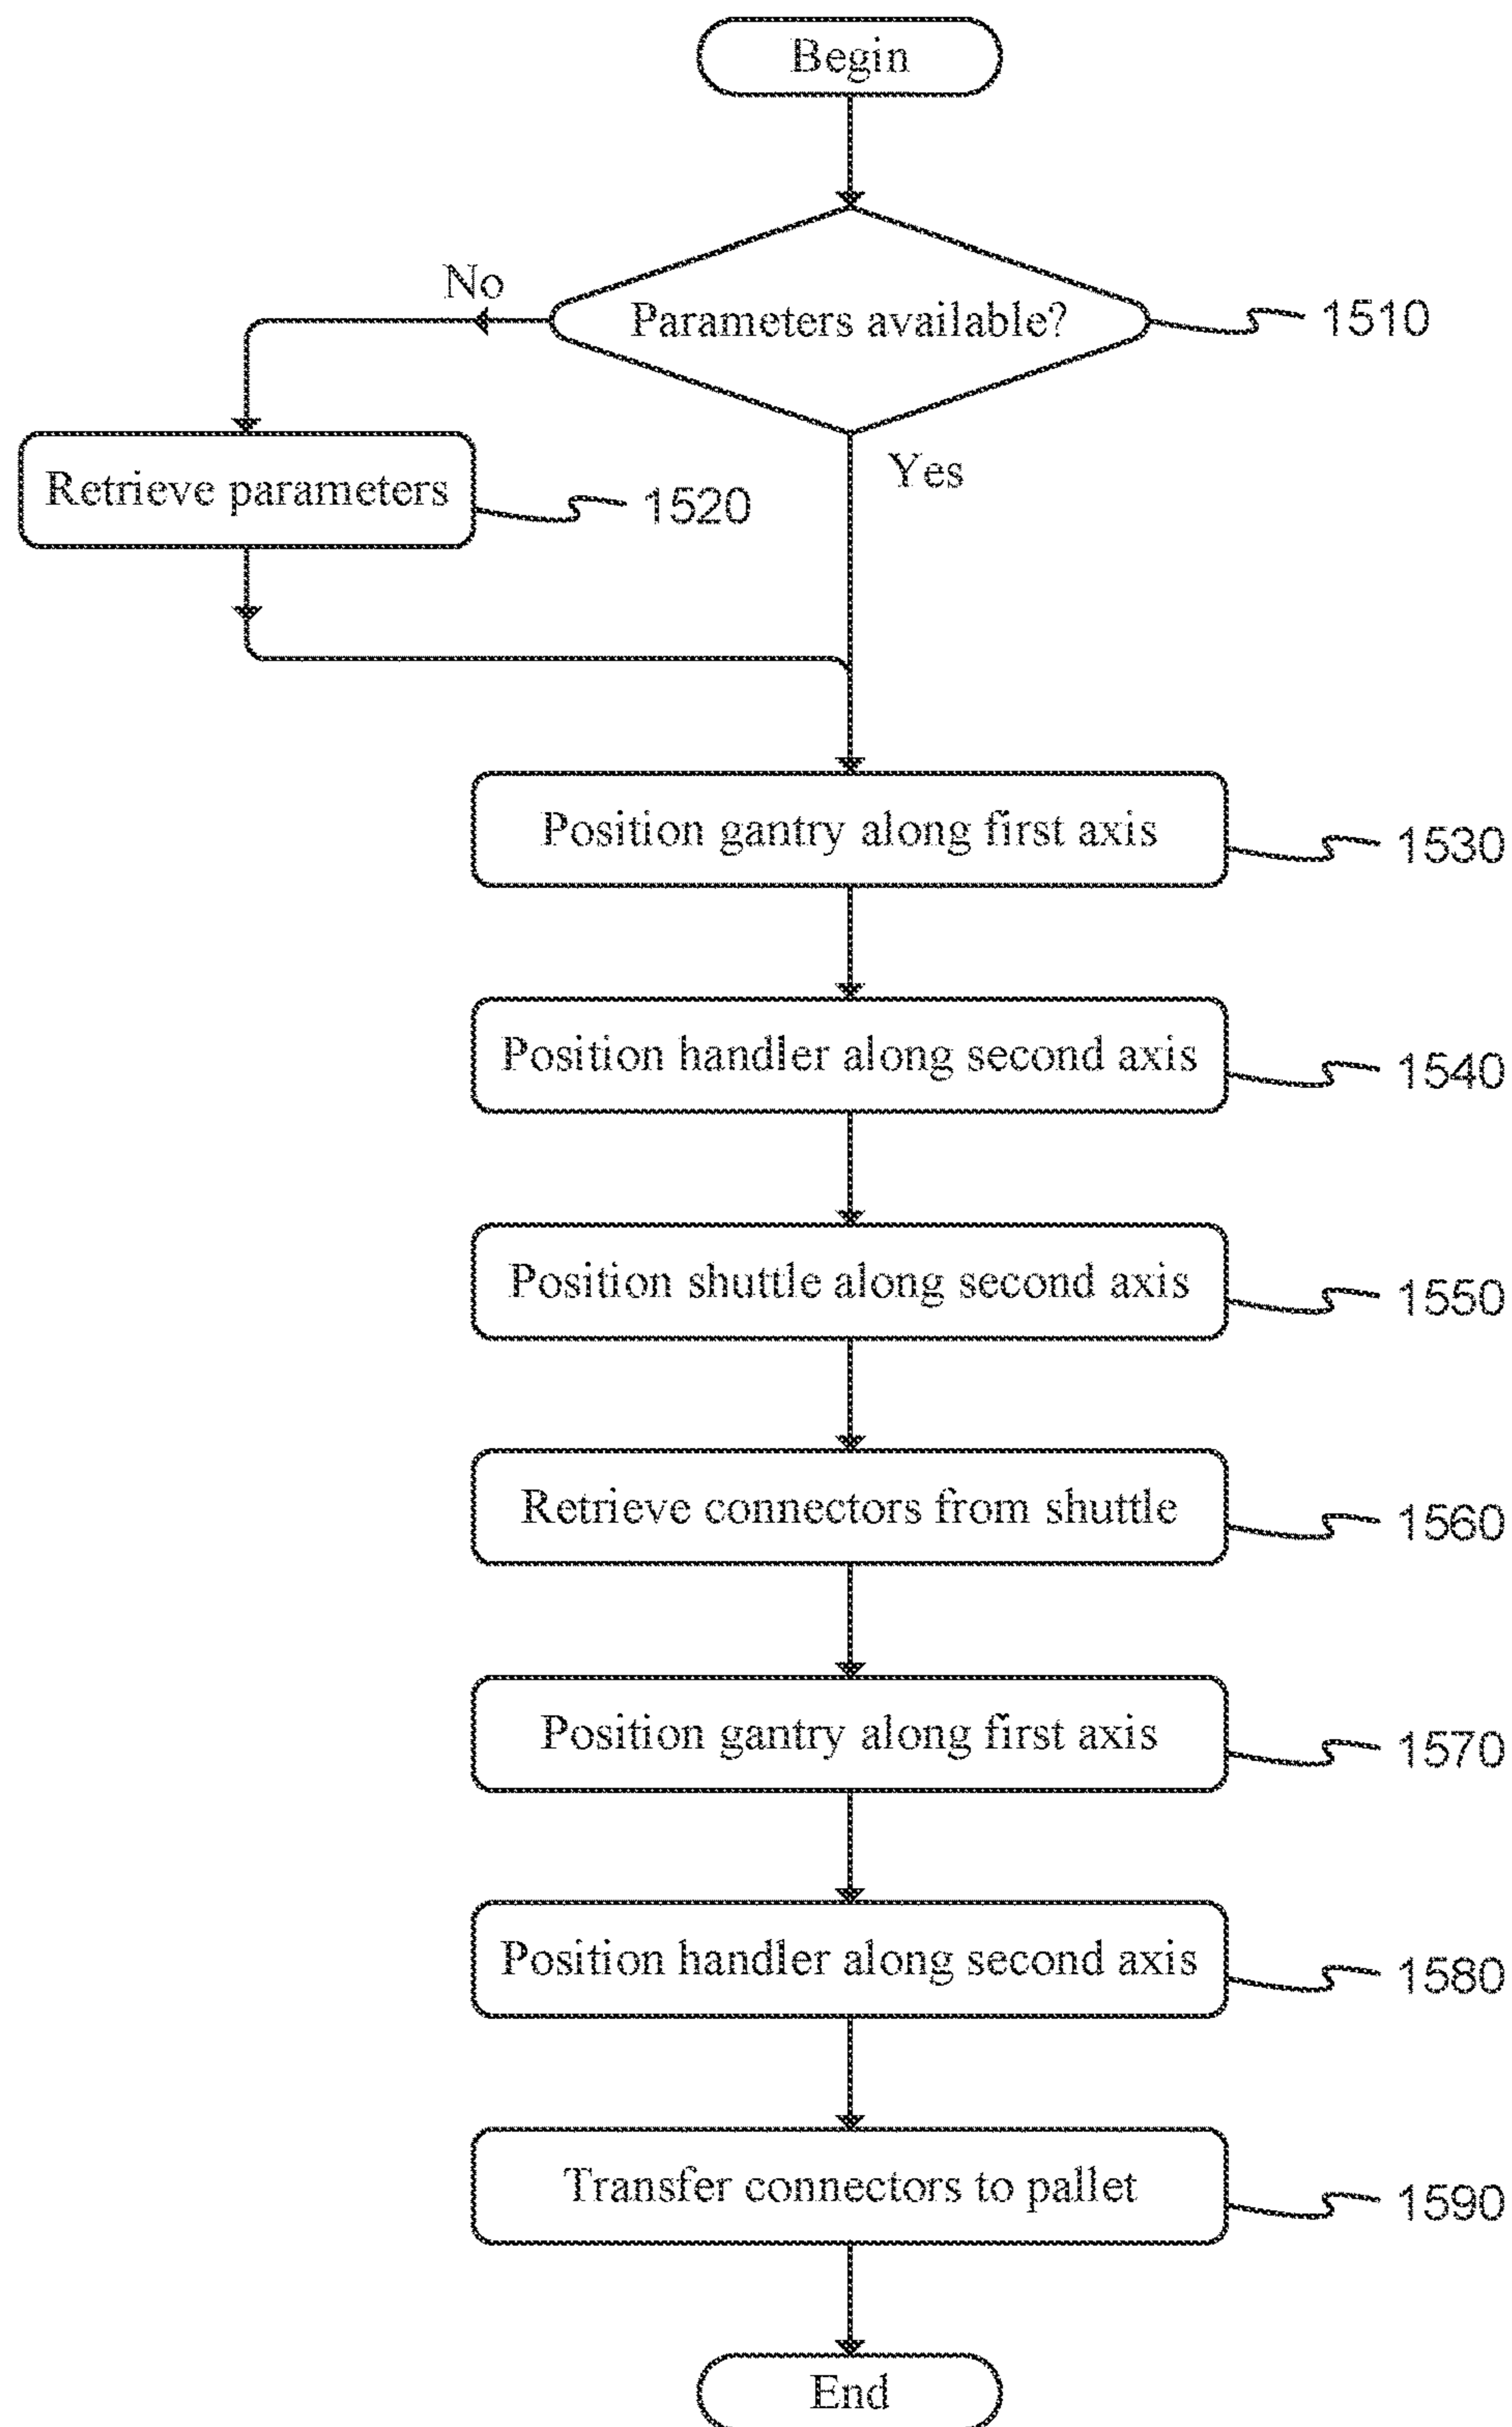 Begin
No
Parameters available?
1510
Yes
Retrieve parameters
1520
Position gantry along first axis
1530
Position handler along second axis
1540
Position shuttle along second axis
1550
Retrieve connectors from shuttle
1560
Position gantry along first axis
1570
Position handler along second axis
1580
Transfer connectors to pallet
1590
End